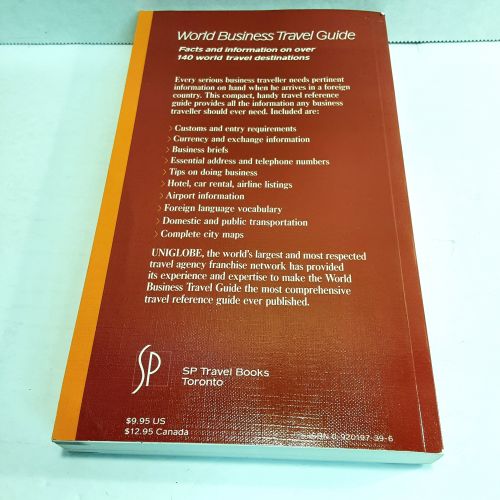 World Business Travel Guide
Facts and information on over
140 world travel destinations
Every serious business traveller needs pertinent
information on hand when he arrives in a foreign
country. This compact, handy travel reference
guide provides all the information any business
traveller should ever need. Included are:
› Customs and entry requirements
› Currency and exchange information
› Business briefs
› Essential address and telephone numbers
› Tips on doing business
› Hotel, car rental, airline listings
› Airport information
› Foreign language vocabulary
› Domestic and public transportation
› Complete city maps
UNIGLOBE, the world's largest and most respected
travel agency franchise network has provided
its experience and expertise to make the World
Business Travel Guide the most comprehensive
travel reference guide ever published.
SP
SP Travel Books
Toronto
$9.95 US
$12.95 Canada
ISBN 0-920197-39-6